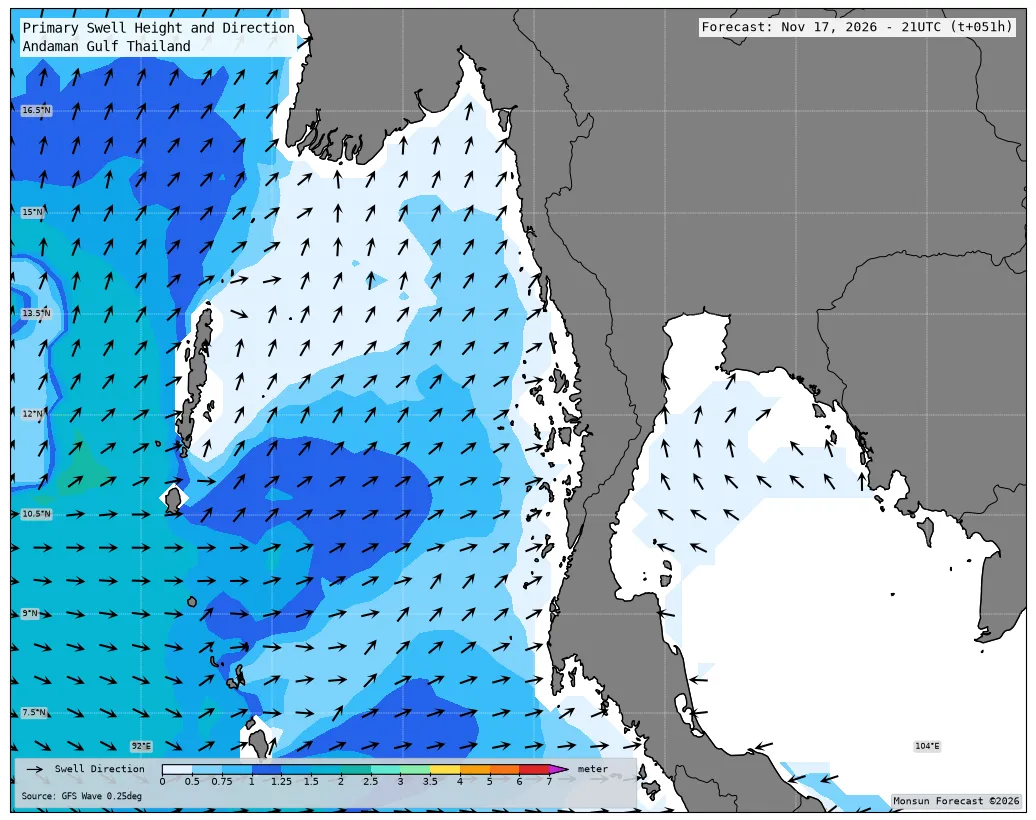 Primary Swell Height and Direction
Andaman Gulf Thailand
Forecast: Nov 17, 2026 - 21UTC (t+051h)
16.5°N
15°N
13.5°N
12°N
10.5°N
9°N
7.5°N
92°E
104°E
Swell Direction
0 0.5 0.75 1 1.25 1.5 2 2.5 3 3.5 4 5 6 7
meter
Source: GFS Wave 0.25deg
Monsun Forecast ©2026